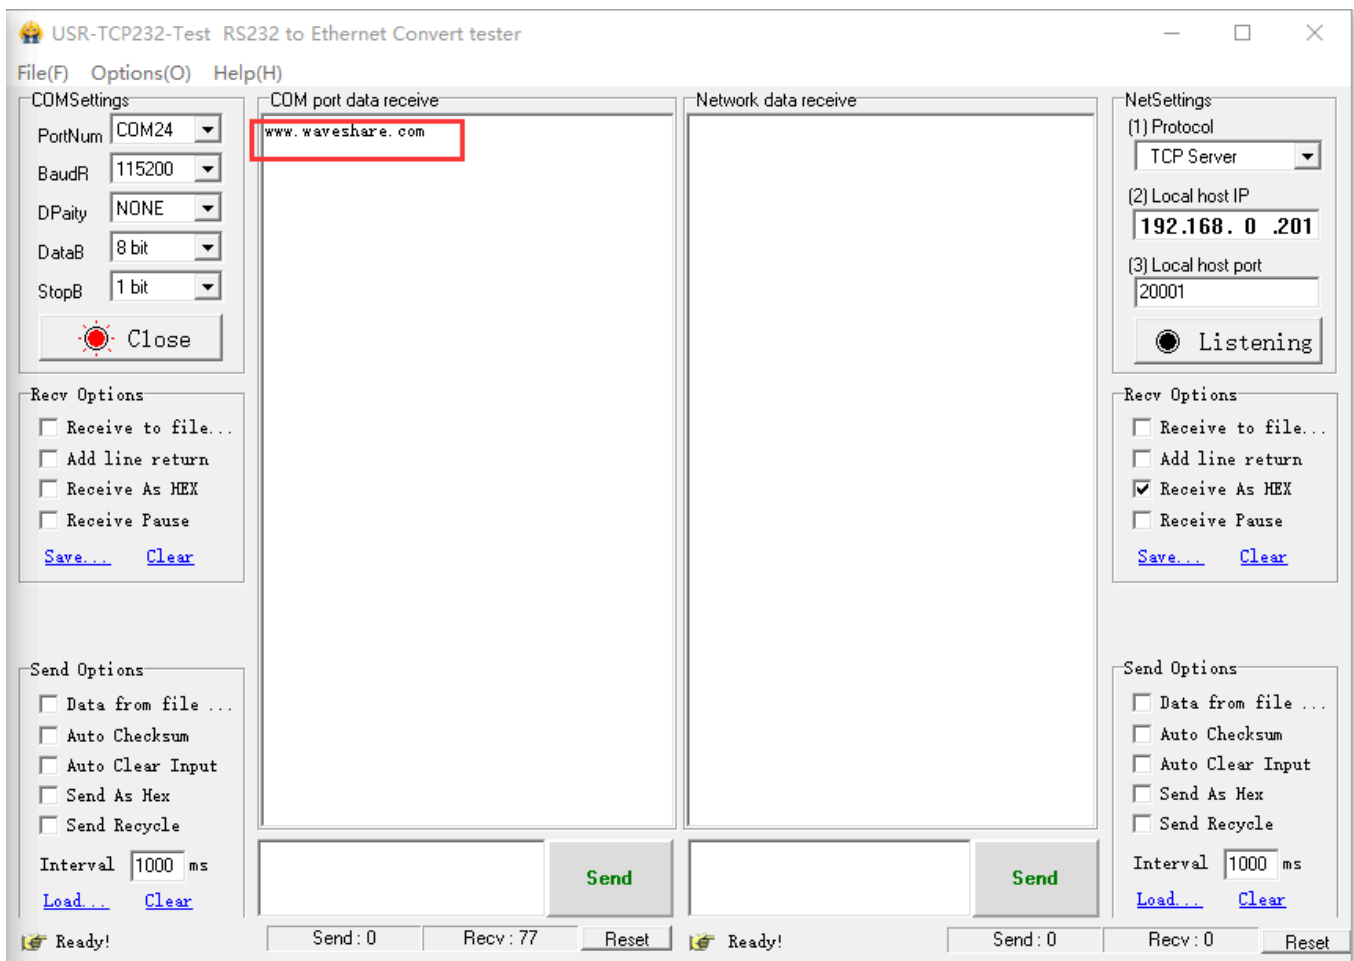 USR-TCP232-Test RS232 to Ethernet Convert tester
File(F) Options(O) Help(H)
COMSettings
PortNum COM24
BaudR 115200
DPaity NONE
DataB 8 bit
StopB 1 bit
Close
Recv Options
Receive to file...
Add line return
Receive As HEX
Receive Pause
Save... Clear
Send Options
Data from file ...
Auto Checksum
Auto Clear Input
Send As Hex
Send Recycle
Interval 1000 ms
Load... Clear
Ready!
COM port data receive
www.waveshare.com
Send
Send : 0 Recv : 77 Reset
Network data receive
Send
Ready! Send : 0 Recv : 0 Reset
NetSettings
(1) Protocol
TCP Server
(2) Local host IP
192.168. 0 .201
(3) Local host port
20001
Listening
Recv Options
Receive to file...
Add line return
Receive As HEX
Receive Pause
Save... Clear
Send Options
Data from file ...
Auto Checksum
Auto Clear Input
Send As Hex
Send Recycle
Interval 1000 ms
Load... Clear